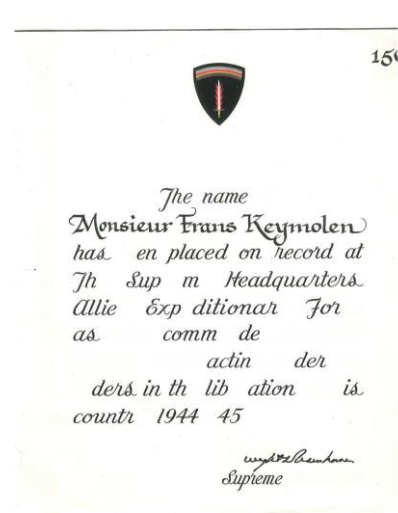 150
The name
Monsieur Frans Keymolen
has en placed on record at
Th Sup m Headquarters
Allie Exp ditionar For
as comm de
actin der
ders in th lib ation is
countr 1944 45
Supreme